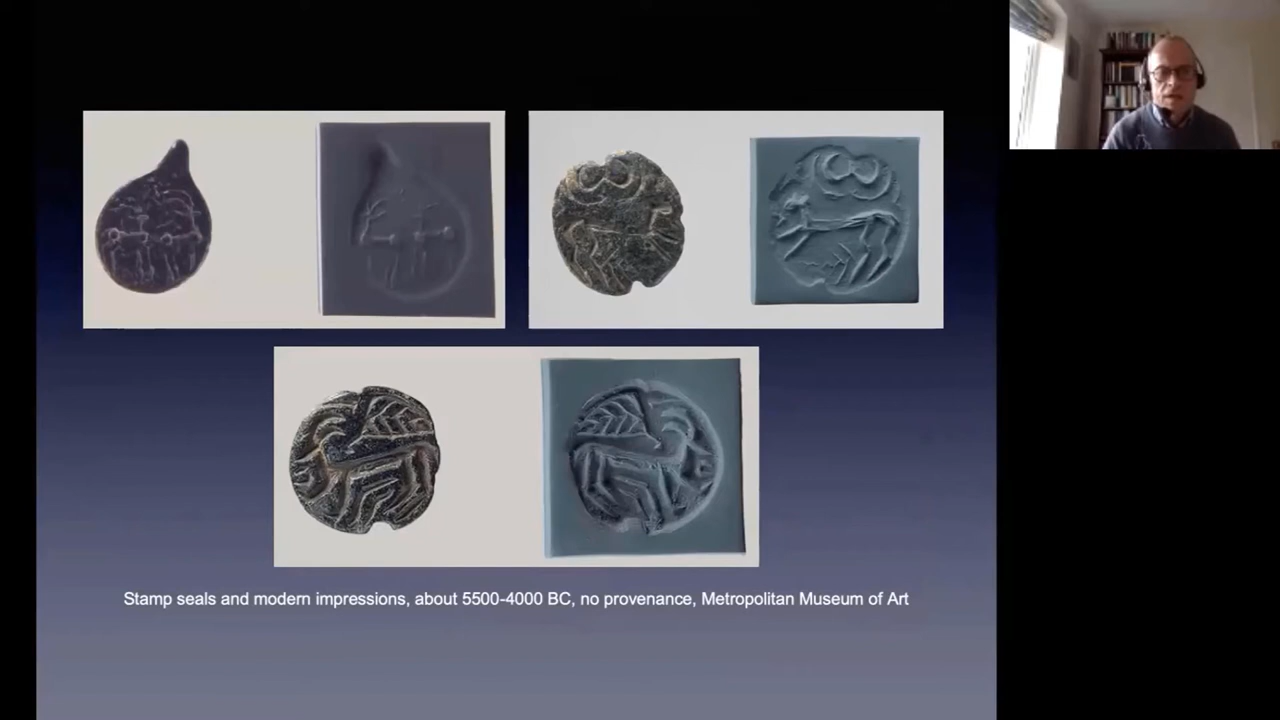 Stamp seals and modern impressions, about 5500-4000 BC, no provenance, Metropolitan Museum of Art